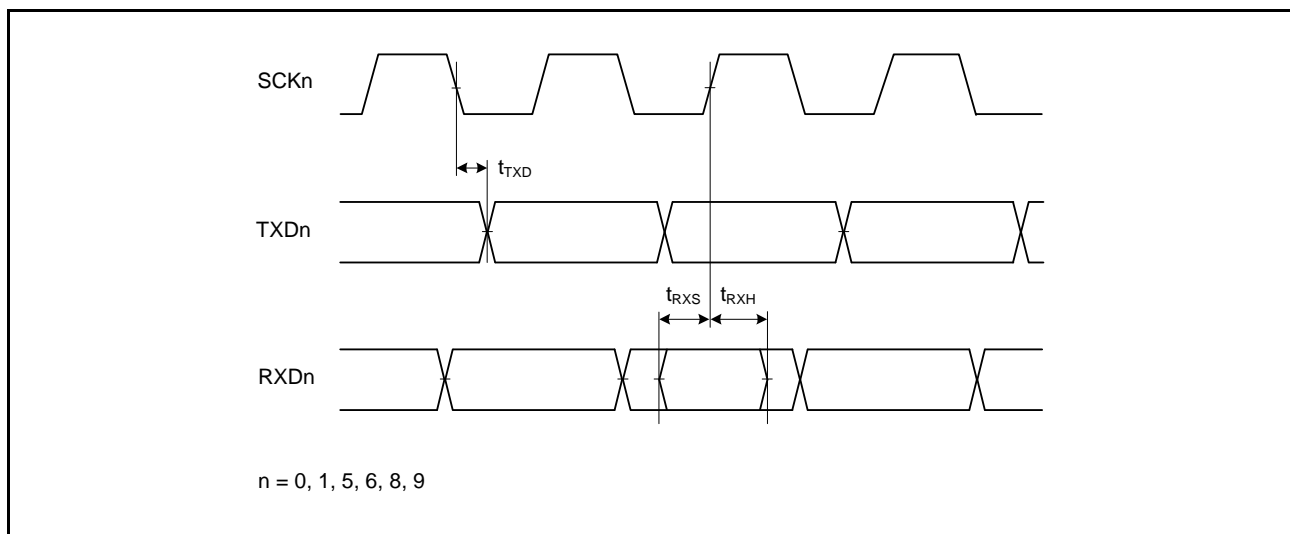 SCKn
tTXD
TXDn
tRXS tRXH
RXDn
n = 0, 1, 5, 6, 8, 9